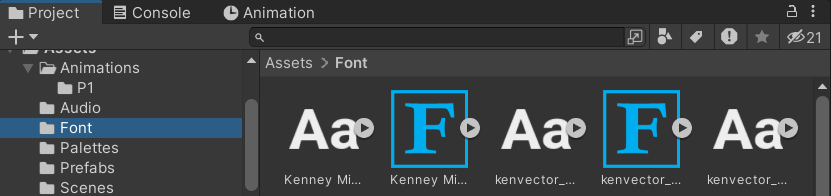 Project Console Animation
21
Assets
Animations
P1
Audio
Font
Palettes
Prefabs
Scenes
Assets > Font
Aa F Aa F Aa
Kenney Mi... Kenney Mi... kenvector_... kenvector_... kenvector_...